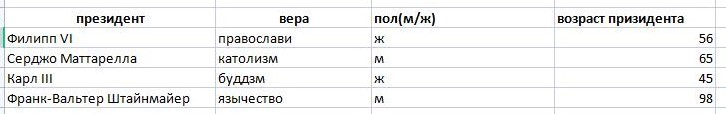 президент вера пол(м/ж) возраст призидента
Филипп VI православи ж 56
Серджо Маттарелла католизм м 65
Карл III буддзм ж 45
Франк-Вальтер Штайнмайер язычество м 98